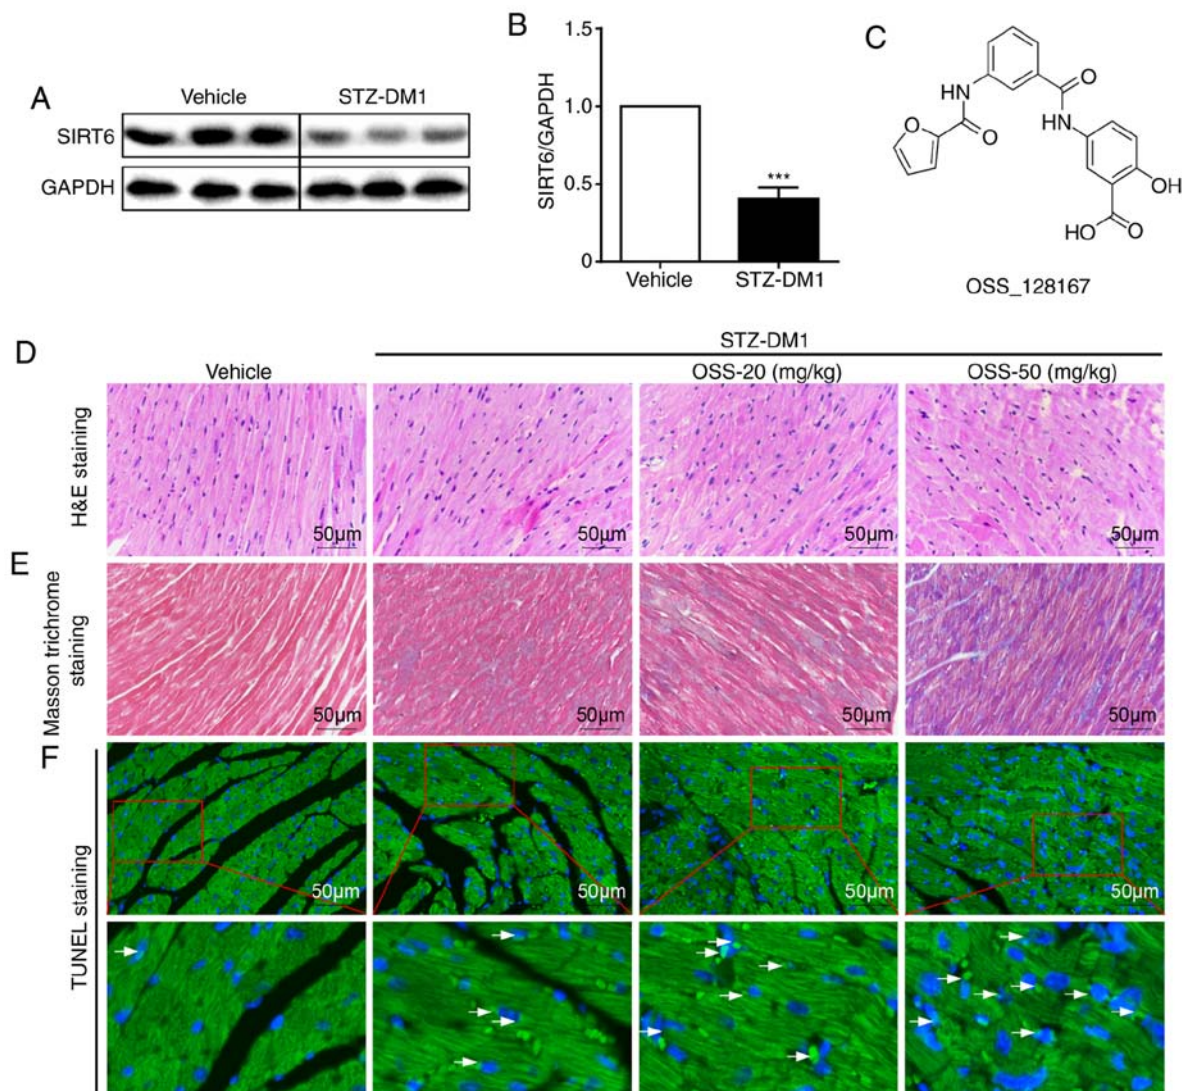 A
Vehicle STZ-DM1
SIRT6
GAPDH
B
SIRT6/GAPDH
1.5
1.0
0.5
0
***
Vehicle STZ-DM1
C
HN
O
O
O
HN
OH
HO
O
OSS_128167
D
STZ-DM1
Vehicle OSS-20 (mg/kg) OSS-50 (mg/kg)
H&E staining
50µm 50µm 50µm 50µm
E
Masson trichrome
staining
50µm 50µm 50µm 50µm
F
TUNEL staining
50µm 50µm 50µm 50µm